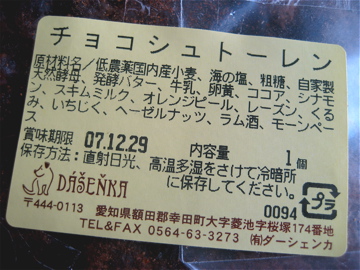 チョコシュトーレン
原材料名／低農薬国内産小麦、海の塩、粗糖、自家製
天然酵母、発酵バター、牛乳、卵黄、ココア、シナモ
ン、スキムミルク、オレンジピール、レーズン、くる
み、いちじく、ヘーゼルナッツ、ラム酒、モーンペー
ス
賞味期限 07.12.29 内容量 1個
保存方法：直射日光、高温多湿をさけて冷暗所
に保存してください。
DÁŠEŇKA
0094 プラ
〒444-0113 愛知県額田郡幸田町大字菱池字桜塚174番地
TEL&FAX 0564-63-3273 ㈲ダーシェンカ